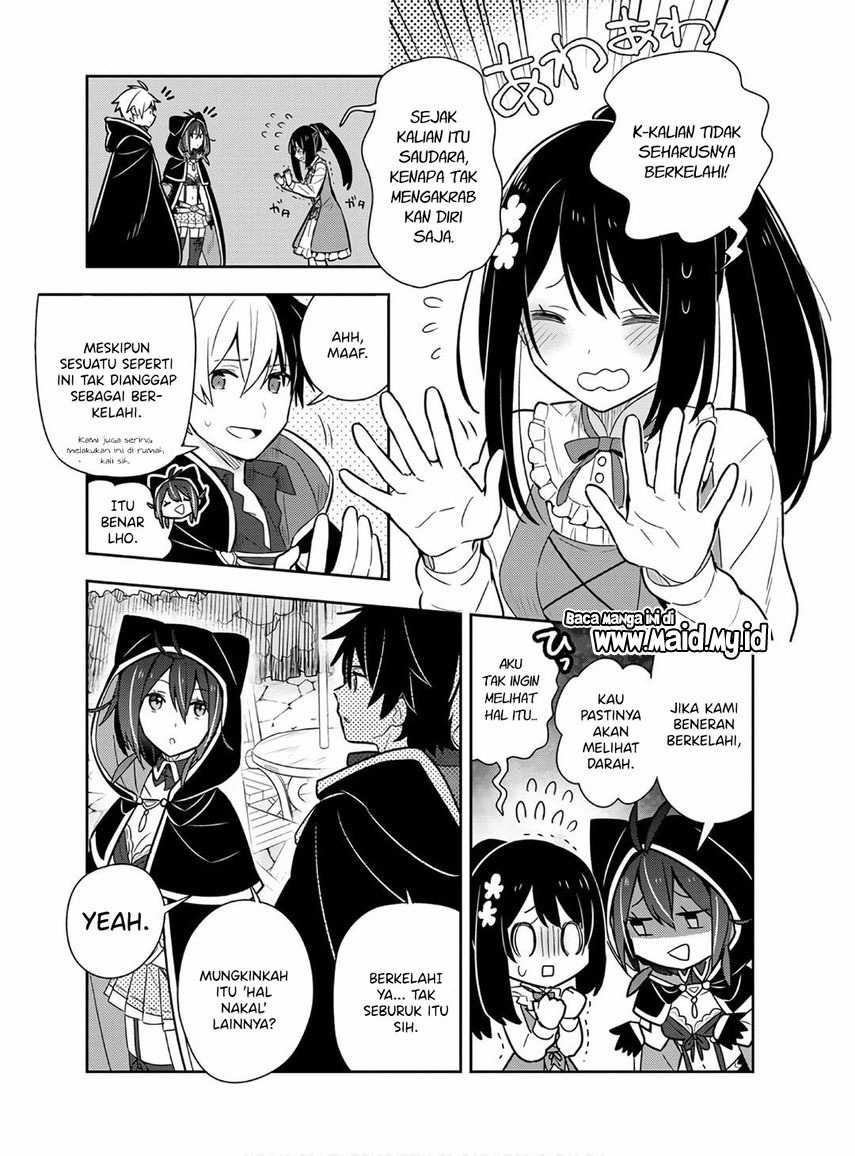 あわあわ
K-KALIAN TIDAK
SEHARUSNYA
BERKELAHI!
SEJAK
KALIAN ITU
SAUDARA,
KENAPA TAK
MENGAKRAB
KAN DIRI
SAJA.
ガタ
ガタ
AHH,
MAAF.
MESKIPUN
SESUATU SEPERTI
INI TAK DIANGGAP
SEBAGAI BER-
KELAHI.
Kami juga sering
melakukan ini di rumah
kali sih.
ITU
BENAR
LHO.
Baca Manga ini di
www.Maid.My.id
JIKA KAMI
BENERAN
BERKELAHI,
KAU
PASTINYA
AKAN
MELIHAT
DARAH.
ひっ
AKU
TAK INGIN
MELIHAT
HAL ITU...
BERKELAHI
YA... TAK
SEBURUK ITU
SIH.
MUNGKINKAH
ITU 'HAL
NAKAL'
LAINNYA?
YEAH.